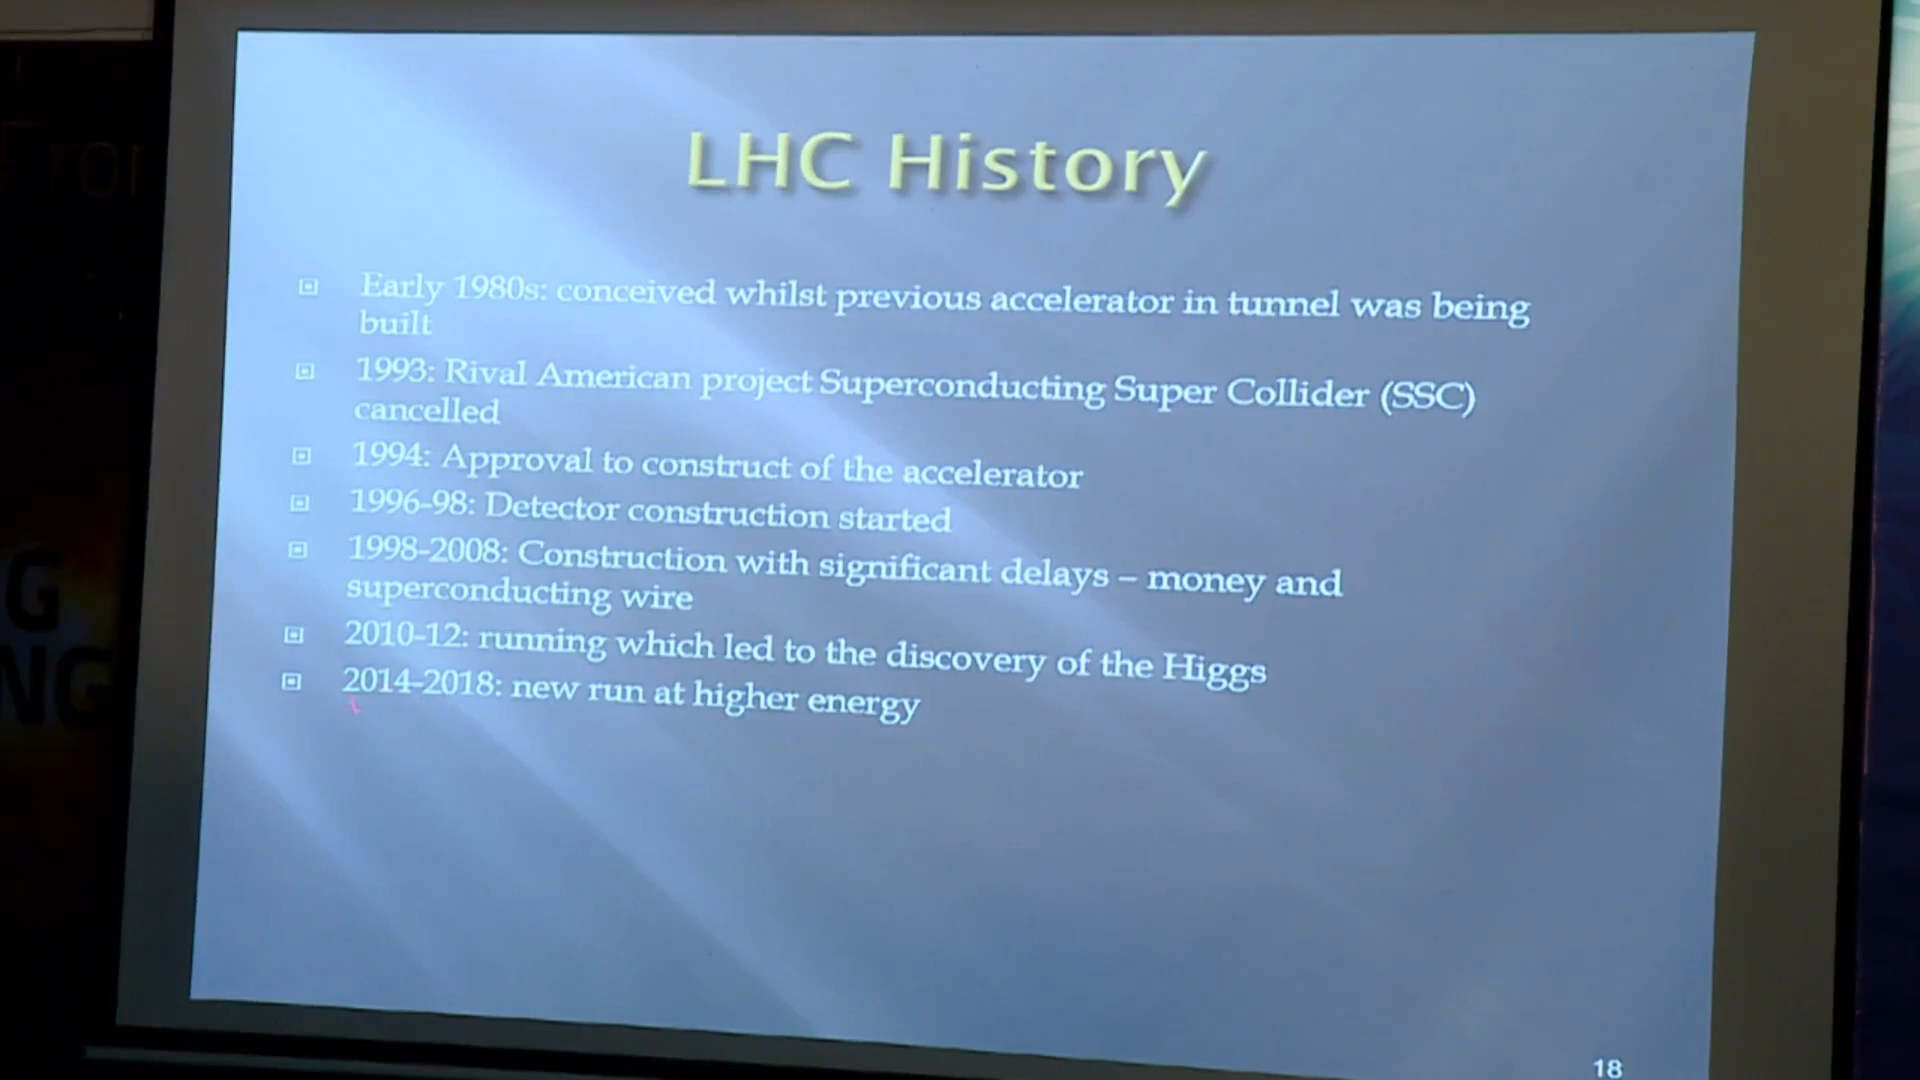 LHC History
Early 1980s: conceived whilst previous accelerator in tunnel was being
built
1993: Rival American project Superconducting Super Collider (SSC)
cancelled
1994: Approval to construct of the accelerator
1996-98: Detector construction started
1998-2008: Construction with significant delays – money and
superconducting wire
2010-12: running which led to the discovery of the Higgs
2014-2018: new run at higher energy
18